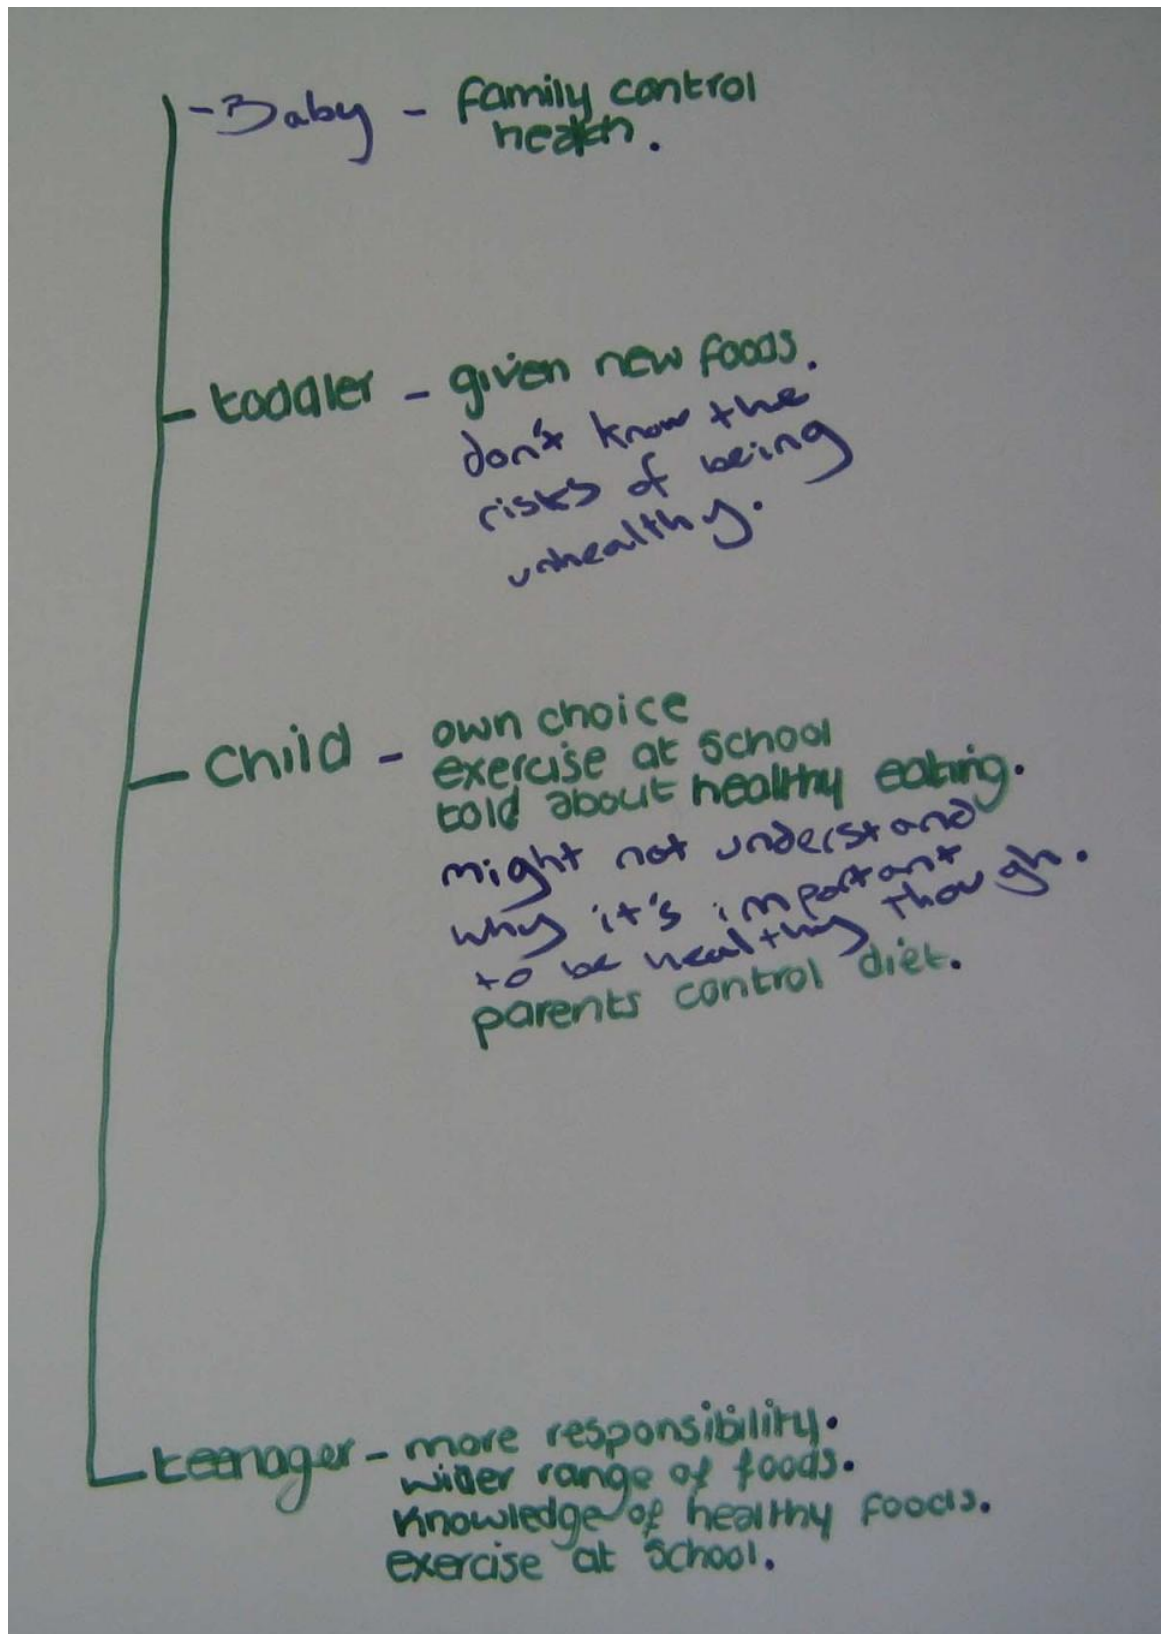 - Baby - family control
health.
- toddler - given new foods.
don't know the
risks of being
unhealthy.
- Child - own choice
exercise at school
told about healthy eating.
might not understand
why it's important
to be healthy though.
parents control diet.
- teenager - more responsibility.
wider range of foods.
knowledge of healthy foods.
exercise at school.